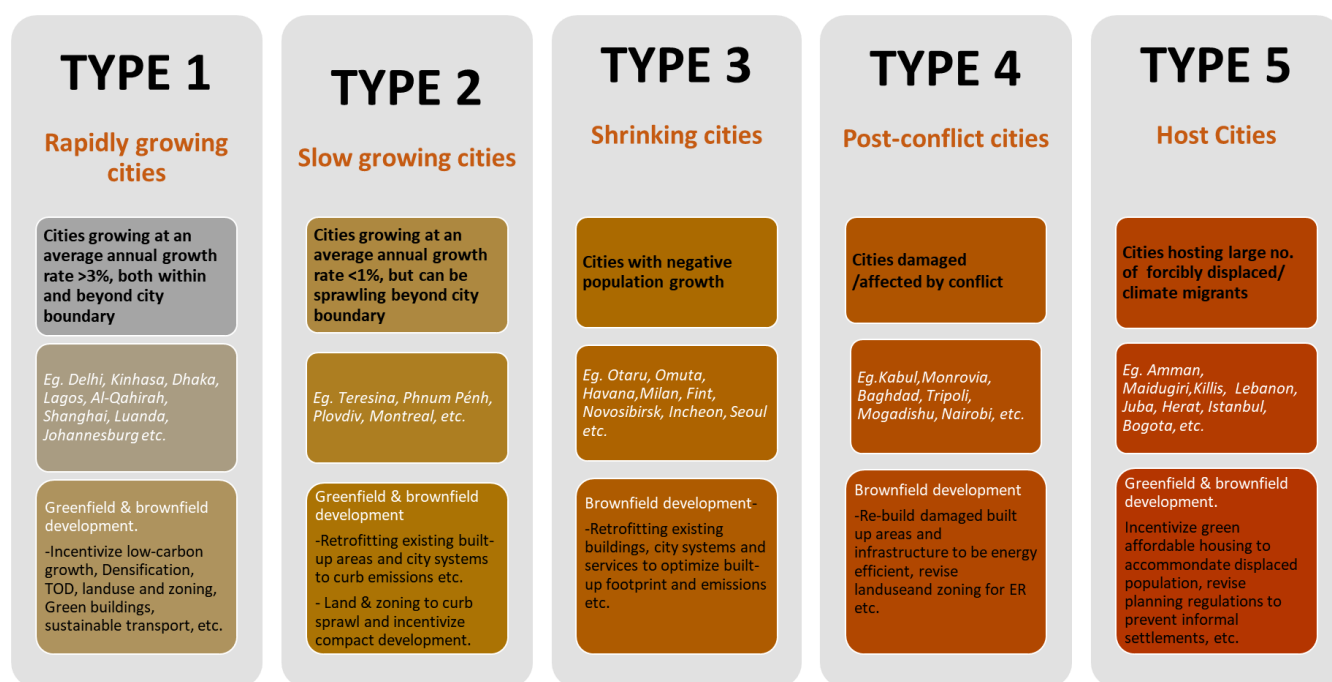 TYPE 1
Rapidly growing
cities
Cities growing at an
average annual growth
rate >3%, both within
and beyond city
boundary
Eg. Delhi, Kinhasa, Dhaka,
Lagos, Al-Qahirah,
Shanghai, Luanda,
Johannesburg etc.
Greenfield & brownfield
development.
-Incentivize low-carbon
growth, Densification,
TOD, landuse and zoning,
Green buildings,
sustainable transport, etc.
TYPE 2
Slow growing cities
Cities growing at an
average annual growth
rate <1%, but can be
sprawling beyond city
boundary
Eg. Teresina, Phnum Pénh,
Plovdiv, Montreal, etc.
Greenfield & brownfield
development
-Retrofitting existing built-
up areas and city systems
to curb emissions etc.
- Land & zoning to curb
sprawl and incentivize
compact development.
TYPE 3
Shrinking cities
Cities with negative
population growth
Eg. Otaru, Omuta,
Havana,Milan, Fint,
Novosibirsk, Incheon, Seoul
etc.
Brownfield development-
-Retrofitting existing
buildings, city systems and
services to optimize built-
up footprint and emissions
etc.
TYPE 4
Post-conflict cities
Cities damaged
/affected by conflict
Eg.Kabul,Monrovia,
Baghdad, Tripoli,
Mogadishu, Nairobi, etc.
Brownfield development
-Re-build damaged built
up areas and
infrastructure to be energy
efficient, revise
landuseand zoning for ER
etc.
TYPE 5
Host Cities
Cities hosting large no.
of forcibly displaced/
climate migrants
Eg. Amman,
Maidugiri,Killis, Lebanon,
Juba, Herat, Istanbul,
Bogota, etc.
Greenfield & brownfield
development.
Incentivize green
affordable housing to
accommondate displaced
population, revise
planning regulations to
prevent informal
settlements, etc.